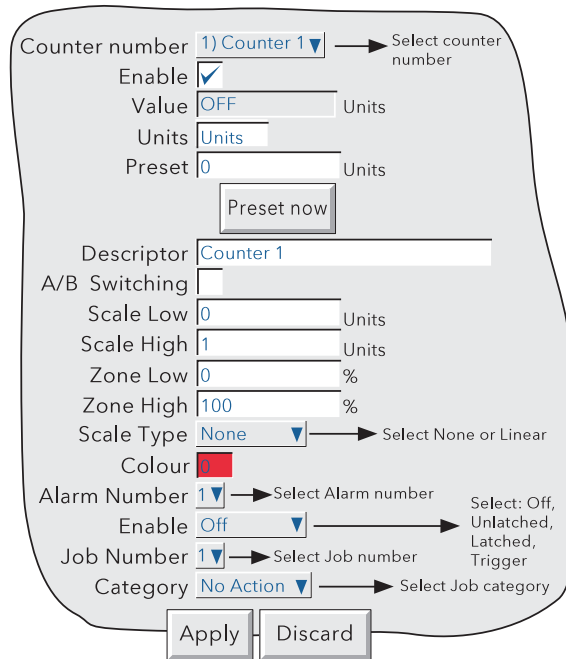 Counter number 1) Counter 1 Select counter number
Enable
Value OFF Units
Units Units
Preset 0 Units
Preset now
Descriptor Counter 1
A/B Switching
Scale Low 0 Units
Scale High 1 Units
Zone Low 0 %
Zone High 100 %
Scale Type None Select None or Linear
Colour 0
Alarm Number 1 Select Alarm number
Enable Off Select: Off, Unlatched, Latched, Trigger
Job Number 1 Select Job number
Category No Action Select Job category
Apply Discard